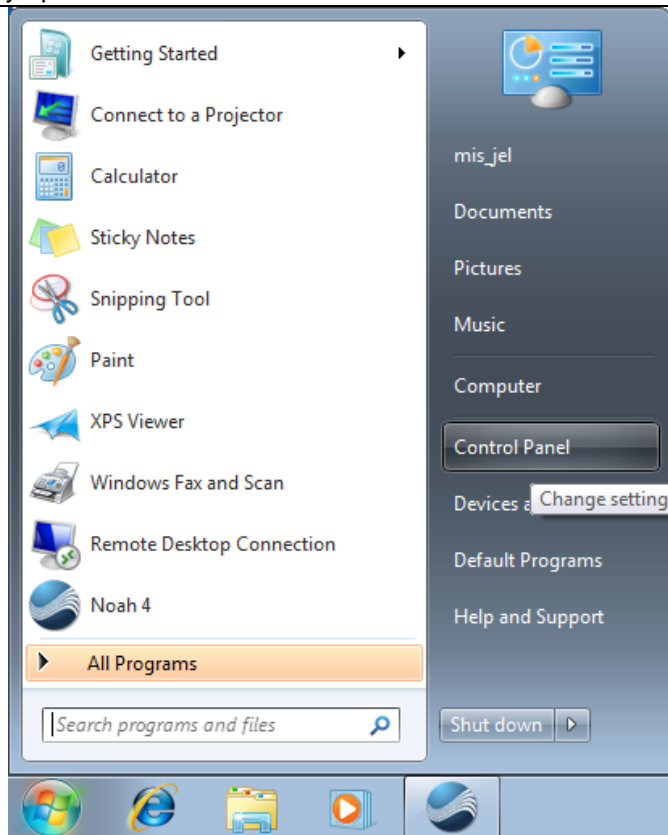 Getting Started
Connect to a Projector
Calculator
Sticky Notes
Snipping Tool
Paint
XPS Viewer
Windows Fax and Scan
Remote Desktop Connection
Noah 4
All Programs
Search programs and files
mis_jel
Documents
Pictures
Music
Computer
Control Panel
Devices a
Change setting
Default Programs
Help and Support
Shut down